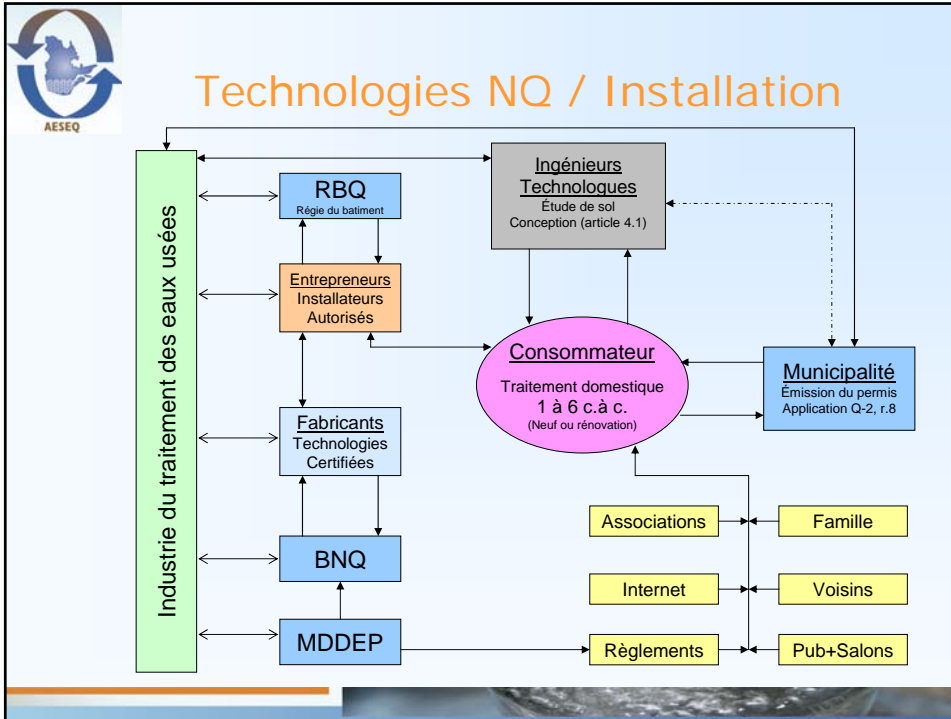 AESEQ
Technologies NQ / Installation
Industrie du traitement des eaux usées
RBQ
Régie du batiment
Entrepreneurs
Installateurs
Autorisés
Fabricants
Technologies
Certifiées
BNQ
MDDEP
Ingénieurs
Technologues
Étude de sol
Conception (article 4.1)
Consommateur
Traitement domestique
1 à 6 c.à c.
(Neuf ou rénovation)
Municipalité
Émission du permis
Application Q-2, r.8
Associations
Famille
Internet
Voisins
Règlements
Pub+Salons